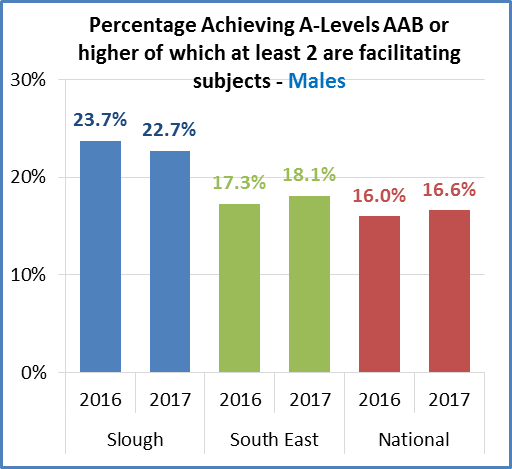 Percentage Achieving A-Levels AAB or
higher of which at least 2 are facilitating
subjects - Males
30%
23.7%
22.7%
17.3%
18.1%
16.0%
16.6%
20%
10%
0%
2016 2017 2016 2017 2016 2017
Slough South East National